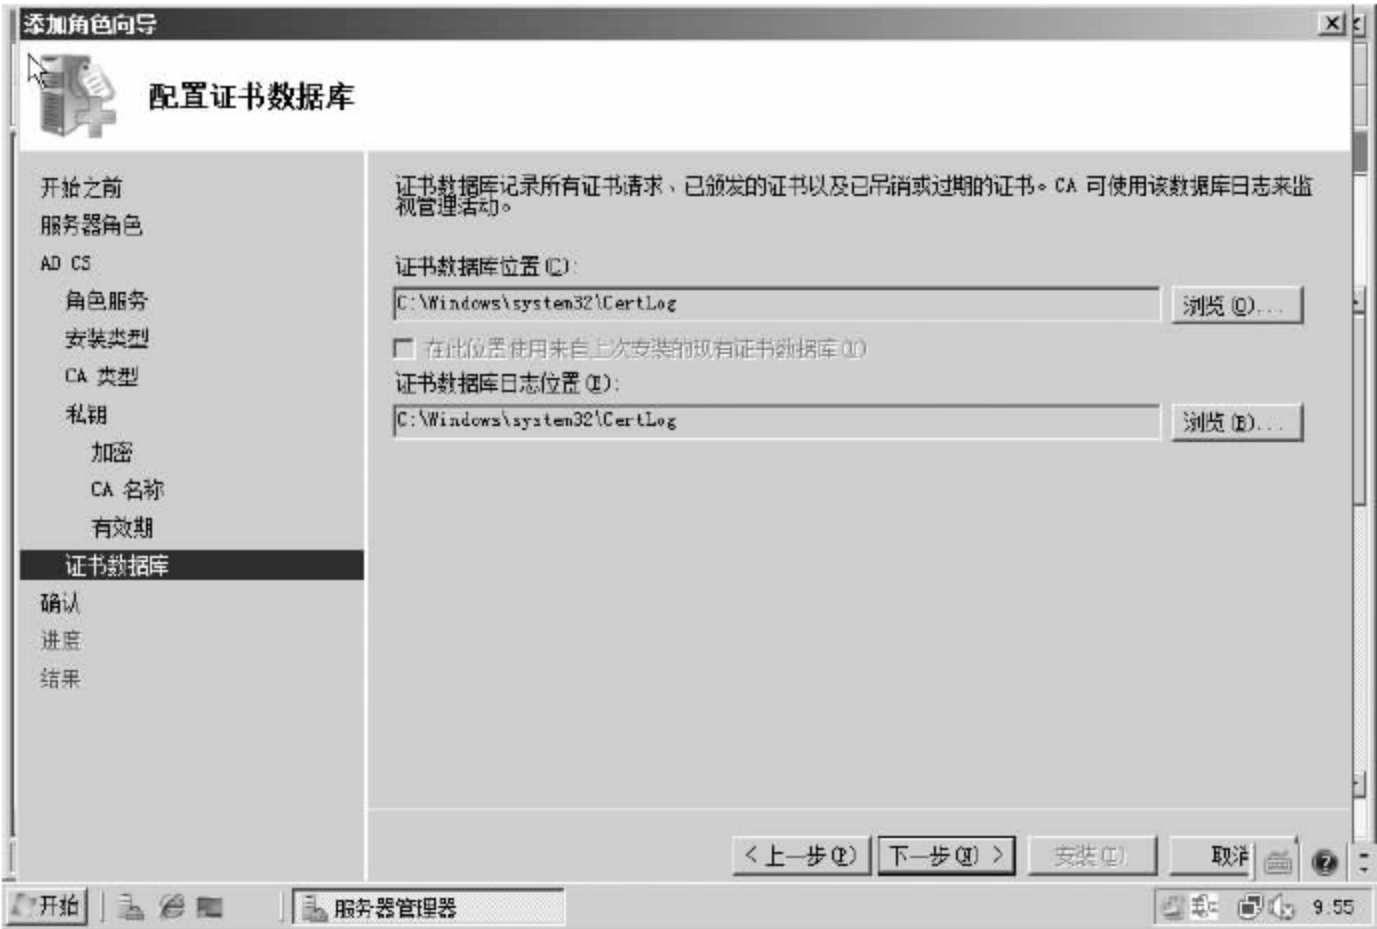 添加角色向导
配置证书数据库
开始之前
服务器角色
AD CS
角色服务
安装类型
CA 类型
私钥
加密
CA 名称
有效期
证书数据库
确认
进度
结果
证书数据库记录所有证书请求、已颁发的证书以及已吊销或过期的证书。CA 可使用该数据库日志来监
视管理活动。
证书数据库位置(C):
C:\Windows\system32\CertLog
浏览(O)...
在此位置使用来自上次安装的现有证书数据库(U)
证书数据库日志位置(E):
C:\Windows\system32\CertLog
浏览(B)...
<上一步(P)
下一步(N) >
安装(I)
取消
开始
服务器管理器
9:55